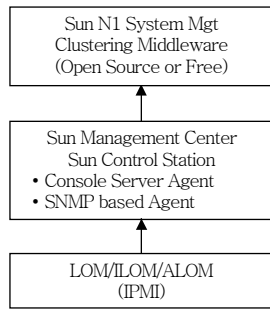 Sun N1 System Mgt
Clustering Middleware
(Open Source or Free)
Sun Management Center
Sun Control Station
• Console Server Agent
• SNMP based Agent
LOM/ILOM/ALOM
(IPMI)